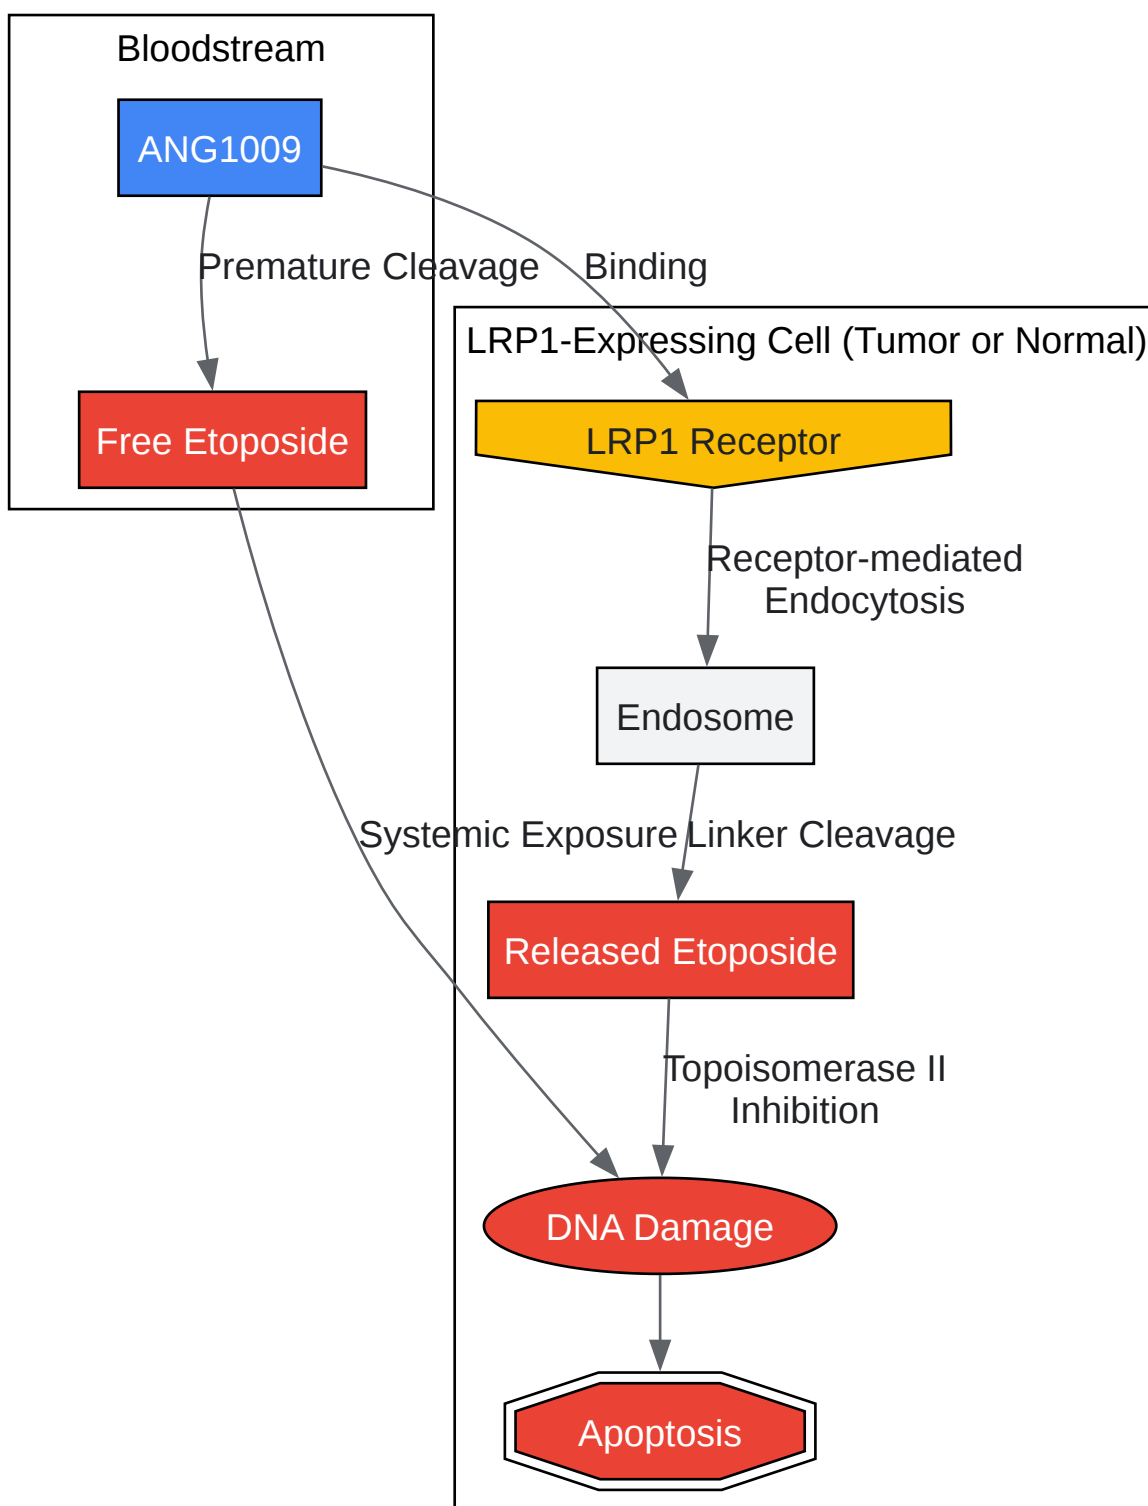 Bloodstream
ANG1009
Premature Cleavage
Binding
LRP1-Expressing Cell (Tumor or Normal)
Free Etoposide
LRP1 Receptor
Receptor-mediated
Endocytosis
Endosome
Systemic Exposure
Linker Cleavage
Released Etoposide
Topoisomerase II
Inhibition
DNA Damage
Apoptosis